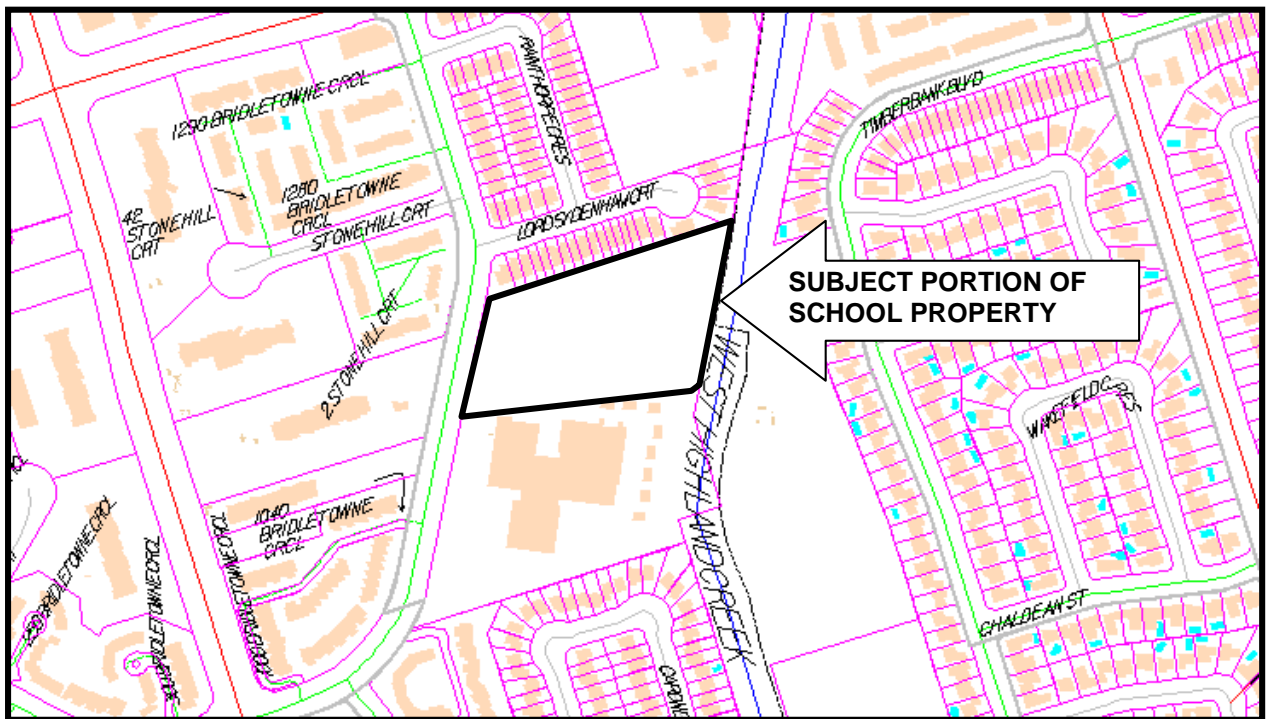 1290 BRIDLETOWNE CRCL
TIMBERBANK BLVD
42
STONEHILL
CRT
1280
BRIDLETOWNE
CRCL
STONEHILL CRT
LORD SYDENHAM CRT
SUBJECT PORTION OF
SCHOOL PROPERTY
2 STONEHILL CRT
WEST HIGHLAND CREEK
WAKEFIELD CRES
1040
BRIDLETOWNE
CRCL
CHALDEAN ST